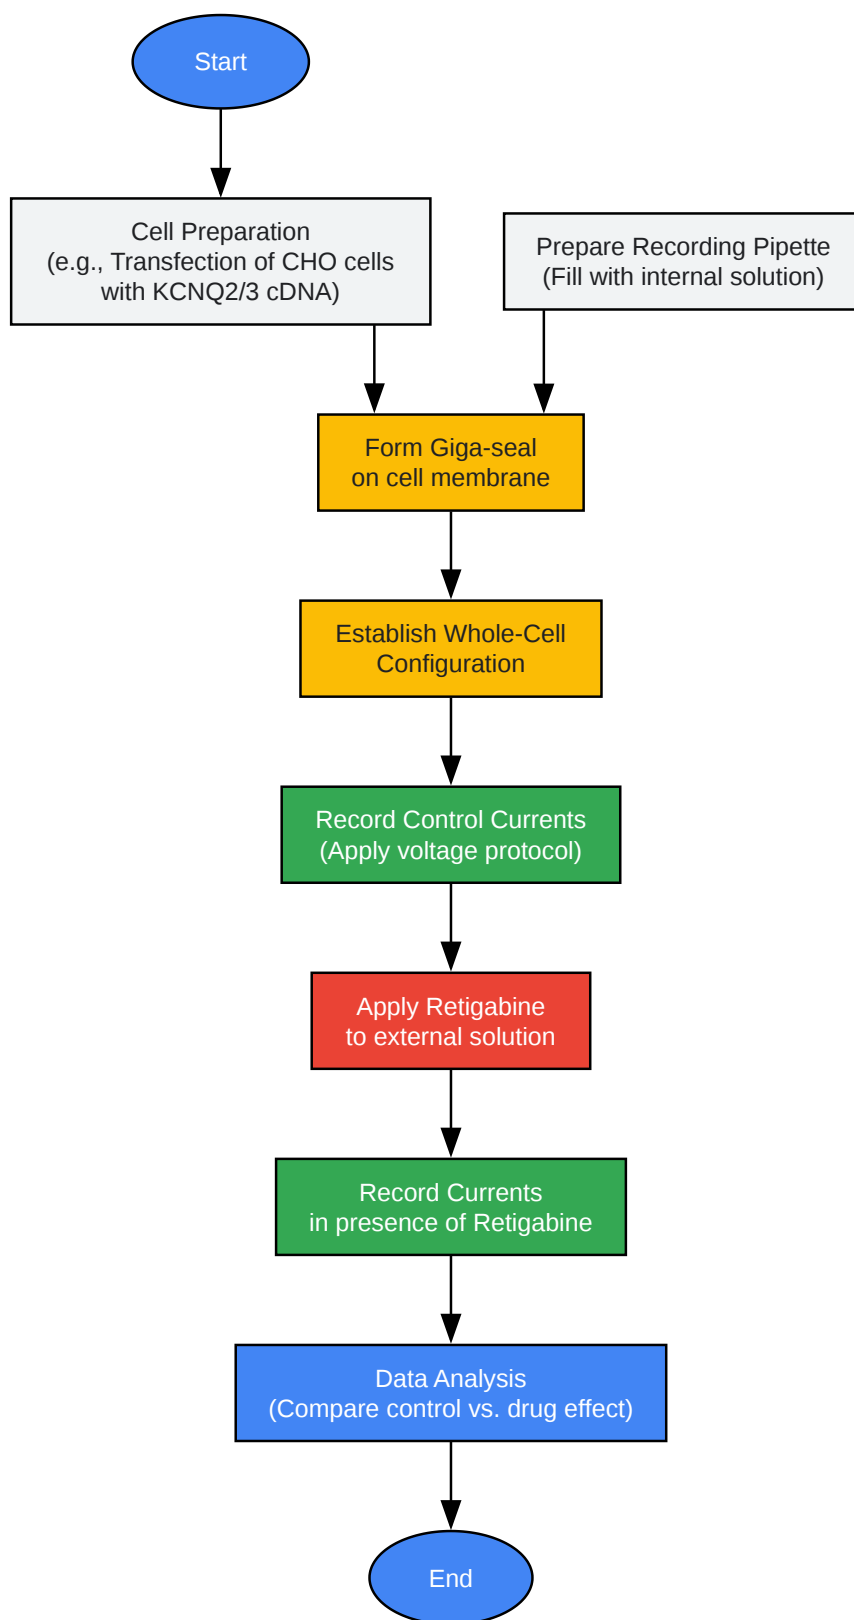 Start
Cell Preparation
(e.g., Transfection of CHO cells
with KCNQ2/3 cDNA)
Prepare Recording Pipette
(Fill with internal solution)
Form Giga-seal
on cell membrane
Establish Whole-Cell
Configuration
Record Control Currents
(Apply voltage protocol)
Apply Retigabine
to external solution
Record Currents
in presence of Retigabine
Data Analysis
(Compare control vs. drug effect)
End